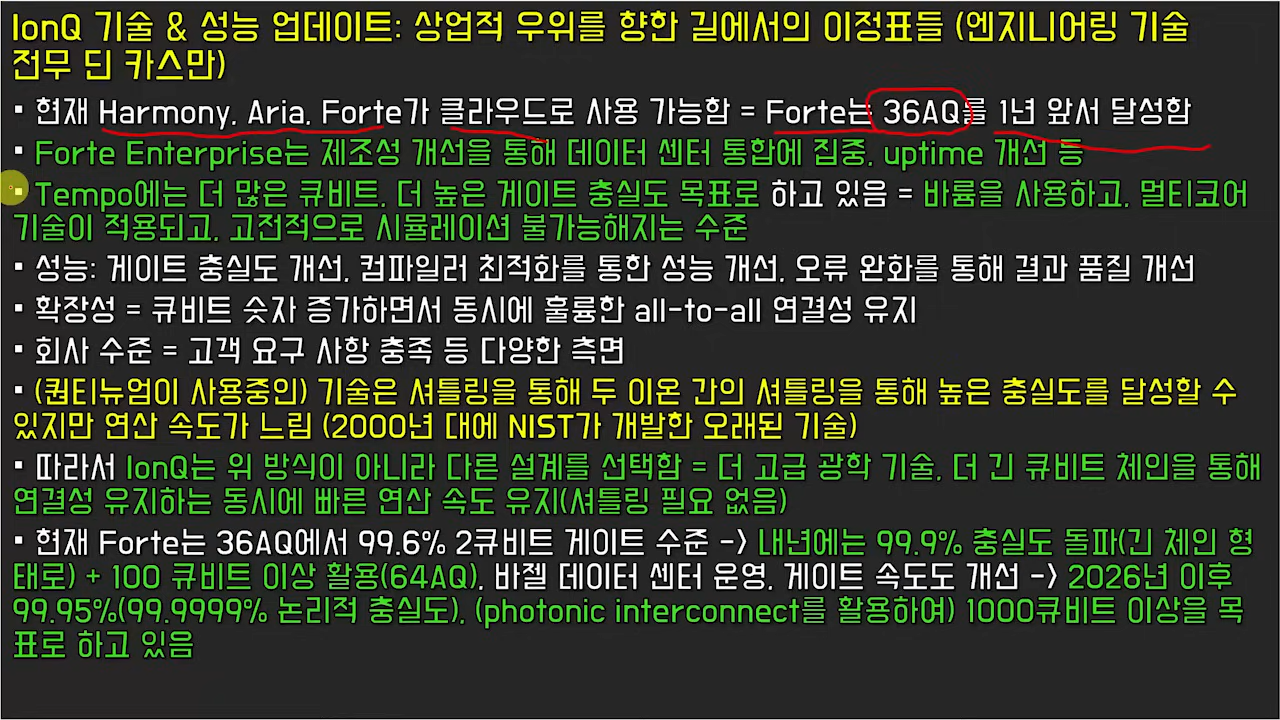 IonQ 기술 & 성능 업데이트: 상업적 우위를 향한 길에서의 이정표들 (엔지니어링 기술
전무 딘 카스만)
▪ 현재 Harmony, Aria, Forte가 클라우드로 사용 가능함 = Forte는 36AQ를 1년 앞서 달성함
▪ Forte Enterprise는 제조성 개선을 통해 데이터 센터 통합에 집중, uptime 개선 등
▪ Tempo에는 더 많은 큐비트, 더 높은 게이트 충실도 목표로 하고 있음 = 바륨을 사용하고, 멀티코어
기술이 적용되고, 고전적으로 시뮬레이션 불가능해지는 수준
▪ 성능: 게이트 충실도 개선, 컴파일러 최적화를 통한 성능 개선, 오류 완화를 통해 결과 품질 개선
▪ 확장성 = 큐비트 숫자 증가하면서 동시에 훌륭한 all-to-all 연결성 유지
▪ 회사 수준 = 고객 요구 사항 충족 등 다양한 측면
▪ (퀀티뉴엄이 사용중인) 기술은 셔틀링을 통해 두 이온 간의 셔틀링을 통해 높은 충실도를 달성할 수
있지만 연산 속도가 느림 (2000년 대에 NIST가 개발한 오래된 기술)
▪ 따라서 IonQ는 위 방식이 아니라 다른 설계를 선택함 = 더 고급 광학 기술, 더 긴 큐비트 체인을 통해
연결성 유지하는 동시에 빠른 연산 속도 유지(셔틀링 필요 없음)
▪ 현재 Forte는 36AQ에서 99.6% 2큐비트 게이트 수준 -> 내년에는 99.9% 충실도 돌파(긴 체인 형
태로) + 100 큐비트 이상 활용(64AQ), 바젤 데이터 센터 운영, 게이트 속도도 개선 -> 2026년 이후
99.95%(99.9999% 논리적 충실도), (photonic interconnect를 활용하여) 1000큐비트 이상을 목
표로 하고 있음